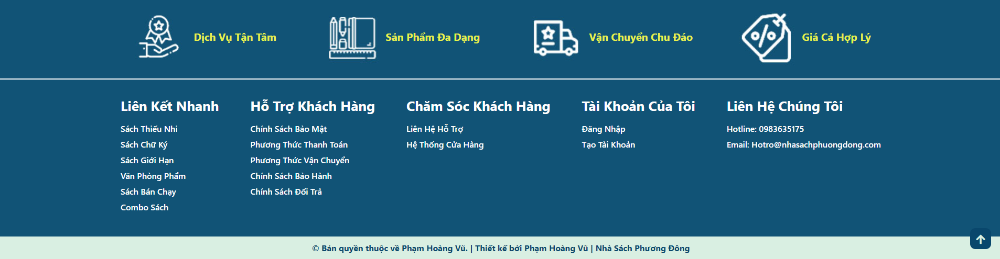 Dịch Vụ Tận Tâm
Sản Phẩm Đa Dạng
Vận Chuyển Chu Đáo
Giá Cả Hợp Lý
Liên Kết Nhanh
Sách Thiếu Nhi
Sách Chữ Ký
Sách Giới Hạn
Văn Phòng Phẩm
Sách Bán Chạy
Combo Sách
Hỗ Trợ Khách Hàng
Chính Sách Bảo Mật
Phương Thức Thanh Toán
Phương Thức Vận Chuyển
Chính Sách Bảo Hành
Chính Sách Đổi Trả
Chăm Sóc Khách Hàng
Liên Hệ Hỗ Trợ
Hệ Thống Cửa Hàng
Tài Khoản Của Tôi
Đăng Nhập
Tạo Tài Khoản
Liên Hệ Chúng Tôi
Hotline: 0983635175
Email: Hotro@nhasachphuongdong.com
© Bản quyền thuộc về Phạm Hoàng Vũ. | Thiết kế bởi Phạm Hoàng Vũ | Nhà Sách Phương Đông